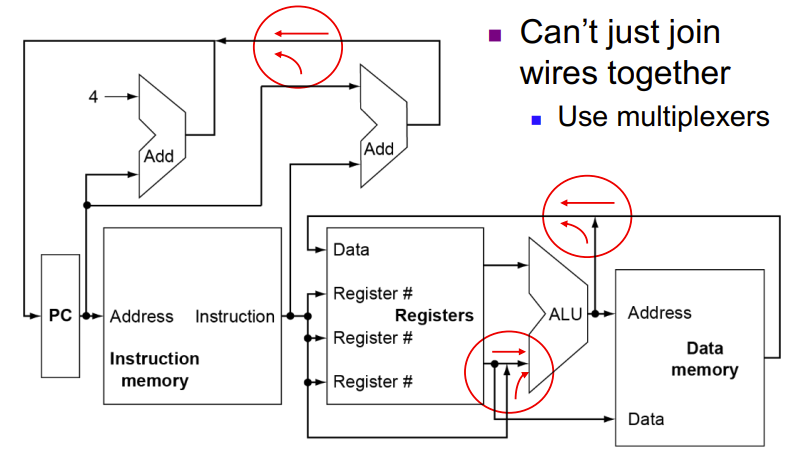 Can't just join
wires together
Use multiplexers
4
Add
Add
PC
Address
Instruction
Instruction
memory
Data
Register #
Registers
Register #
Register #
ALU
Address
Data
memory
Data